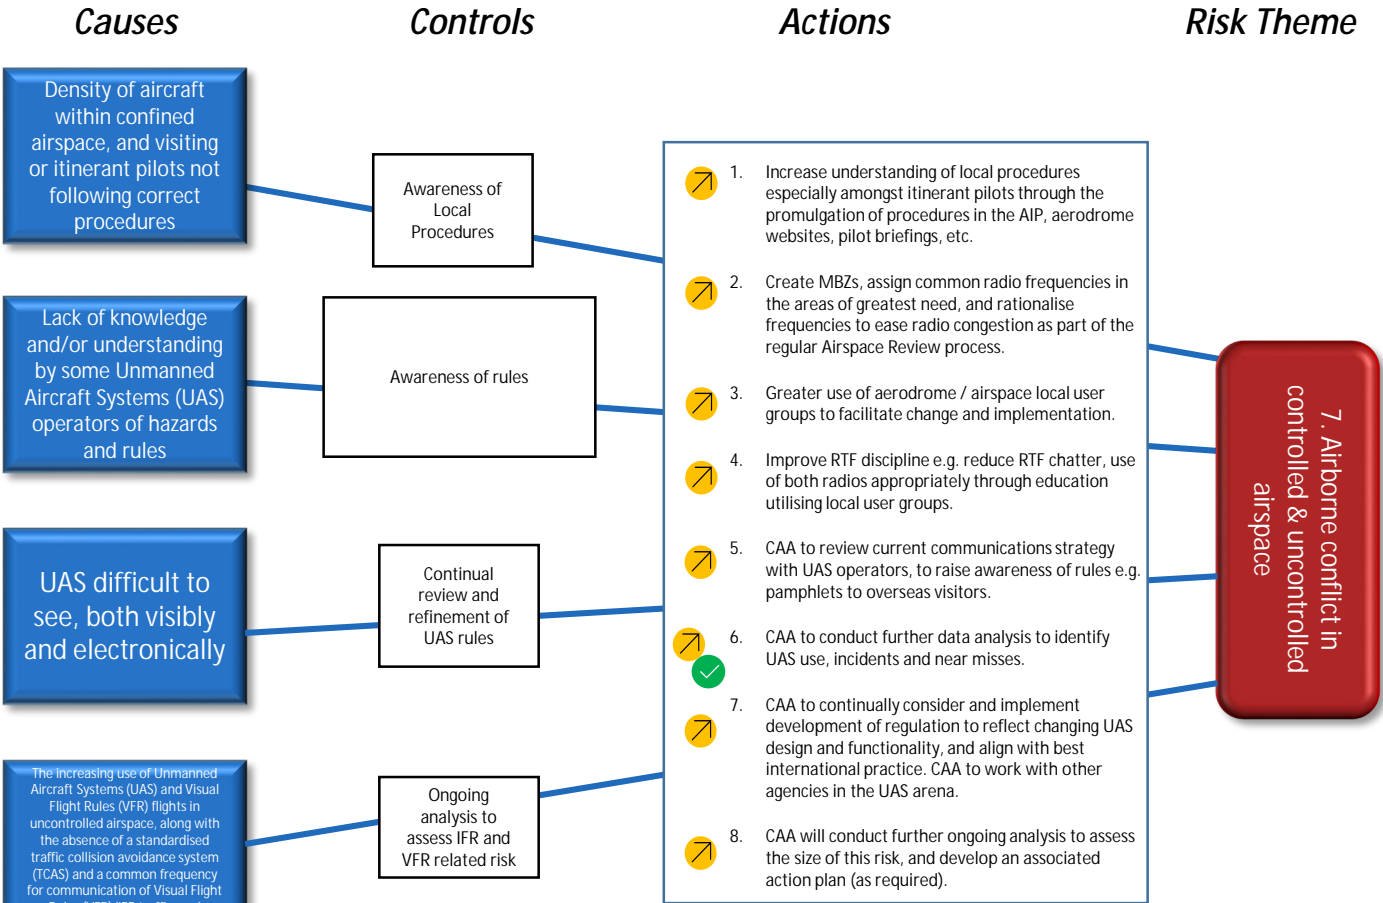 Causes
Controls
Actions
Risk Theme
Density of aircraft
within confined
airspace, and visiting
or itinerant pilots not
following correct
procedures
Lack of knowledge
and/or understanding
by some Unmanned
Aircraft Systems (UAS)
operators of hazards
and rules
UAS difficult to
see, both visibly
and electronically
The increasing use of Unmanned
Aircraft Systems (UAS) and Visual
Flight Rules (VFR) flights in
uncontrolled airspace, along with
the absence of a standardised
traffic collision avoidance system
(TCAS) and a common frequency
for communication of Visual Flight
Awareness of
Local
Procedures
Awareness of rules
Continual
review and
refinement of
UAS rules
Ongoing
analysis to
assess IFR and
VFR related risk
1. Increase understanding of local procedures
especially amongst itinerant pilots through the
promulgation of procedures in the AIP, aerodrome
websites, pilot briefings, etc.
2. Create MBZs, assign common radio frequencies in
the areas of greatest need, and rationalise
frequencies to ease radio congestion as part of the
regular Airspace Review process.
3. Greater use of aerodrome / airspace local user
groups to facilitate change and implementation.
4. Improve RTF discipline e.g. reduce RTF chatter, use
of both radios appropriately through education
utilising local user groups.
5. CAA to review current communications strategy
with UAS operators, to raise awareness of rules e.g.
pamphlets to overseas visitors.
6. CAA to conduct further data analysis to identify
UAS use, incidents and near misses.
7. CAA to continually consider and implement
development of regulation to reflect changing UAS
design and functionality, and align with best
international practice. CAA to work with other
agencies in the UAS arena.
8. CAA will conduct further ongoing analysis to assess
the size of this risk, and develop an associated
action plan (as required).
7. Airborne conflict in
controlled & uncontrolled
airspace